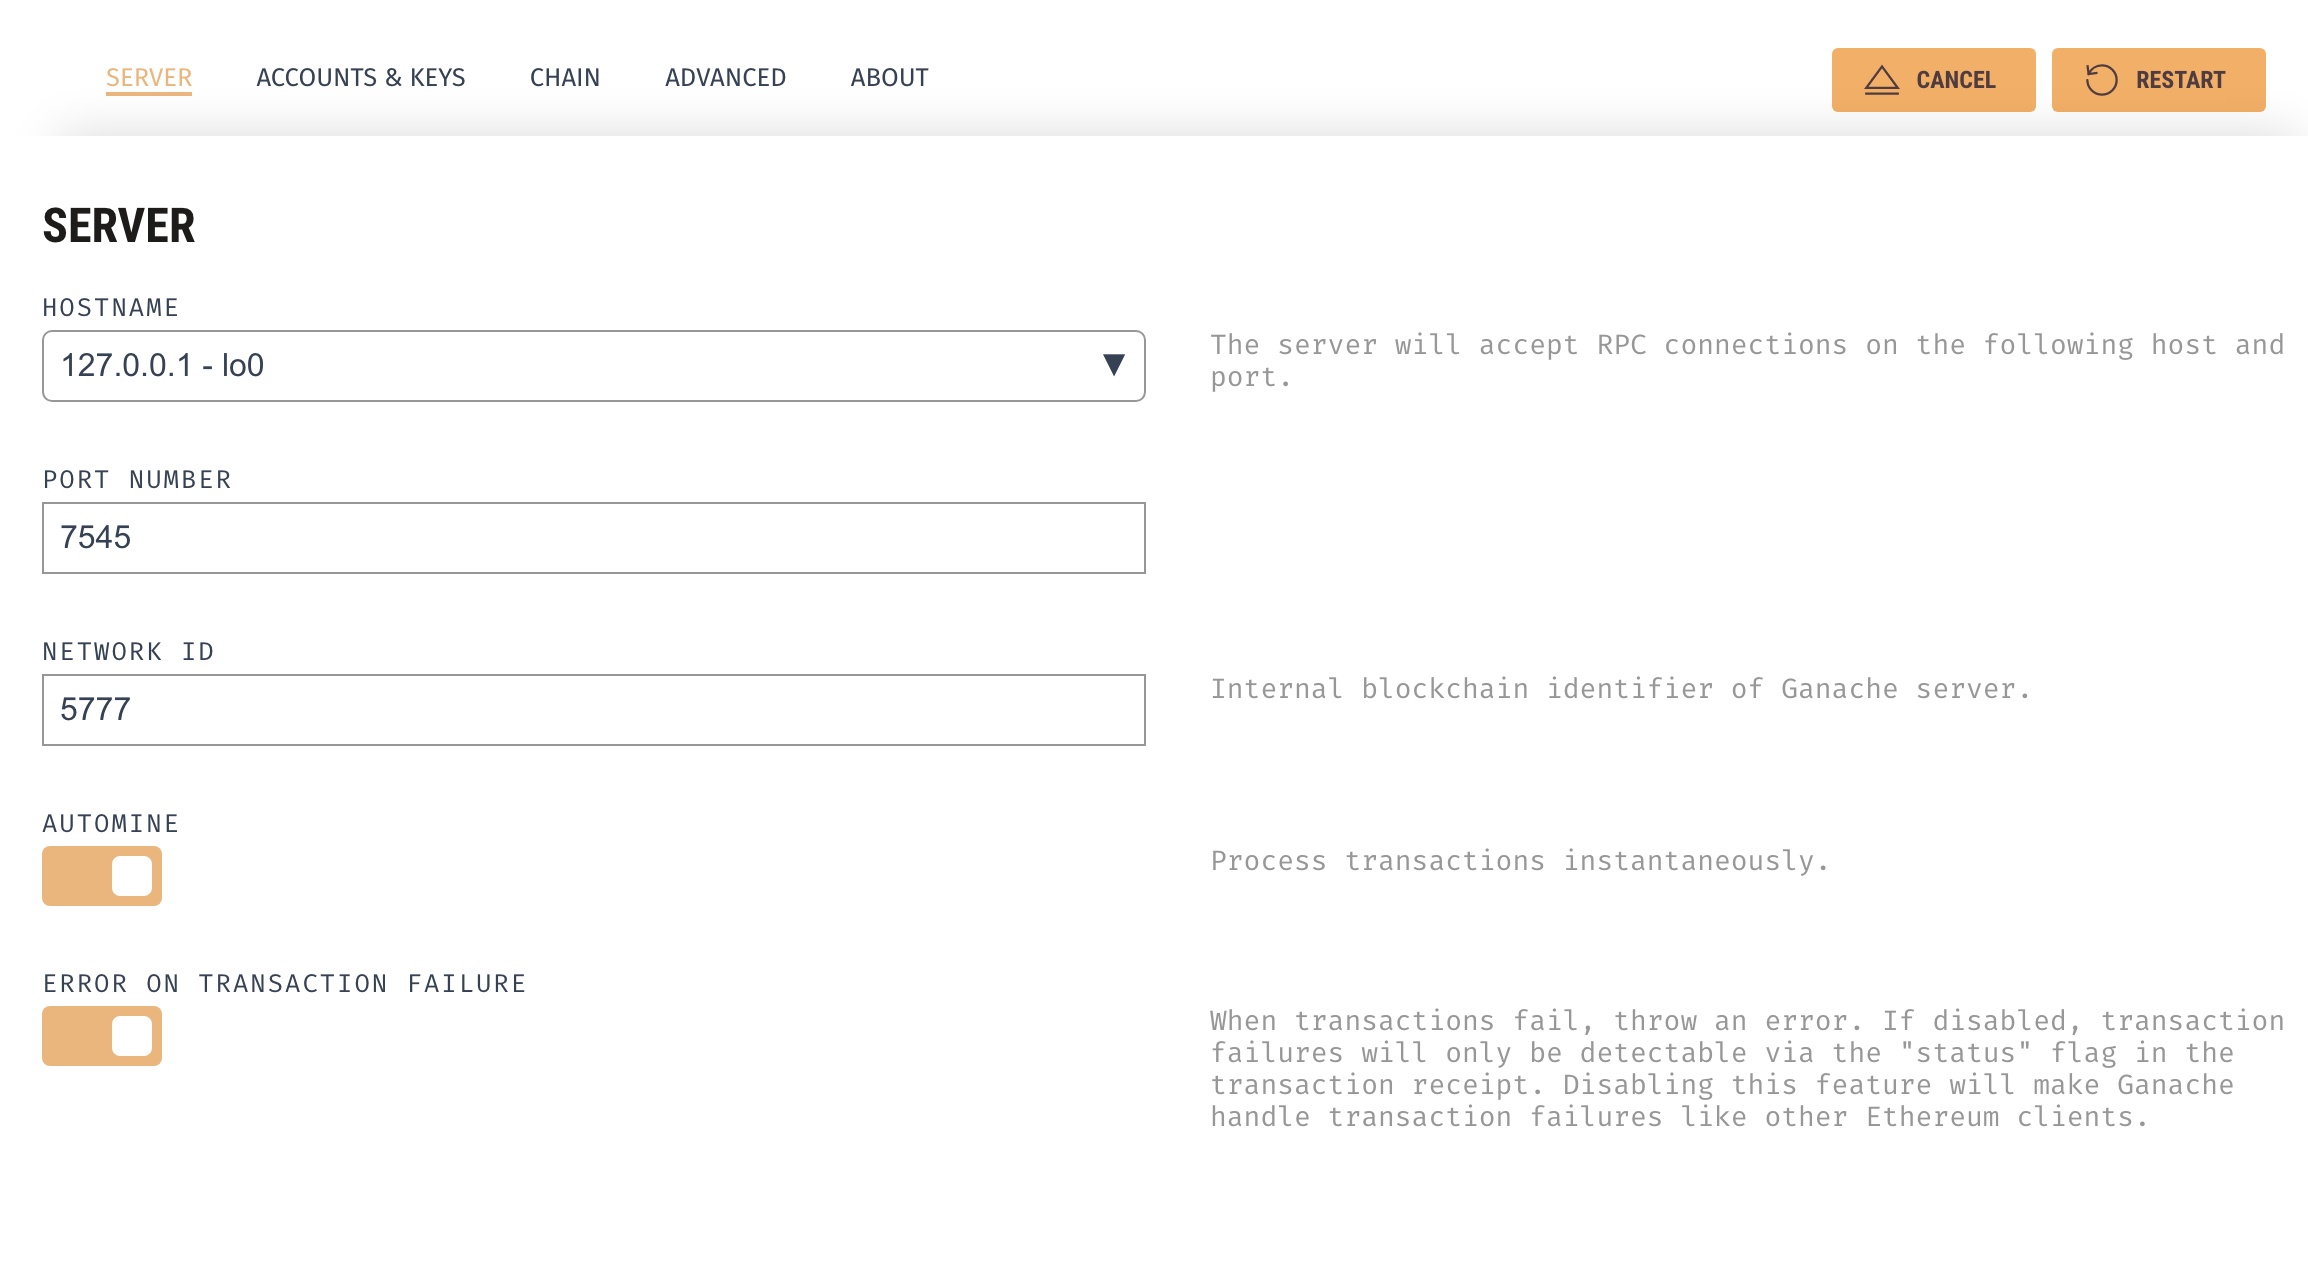 SERVER ACCOUNTS & KEYS CHAIN ADVANCED ABOUT CANCEL RESTART
SERVER
HOSTNAME
127.0.0.1 - lo0
The server will accept RPC connections on the following host and
port.
PORT NUMBER
7545
NETWORK ID
5777
Internal blockchain identifier of Ganache server.
AUTOMINE
Process transactions instantaneously.
ERROR ON TRANSACTION FAILURE
When transactions fail, throw an error. If disabled, transaction
failures will only be detectable via the "status" flag in the
transaction receipt. Disabling this feature will make Ganache
handle transaction failures like other Ethereum clients.